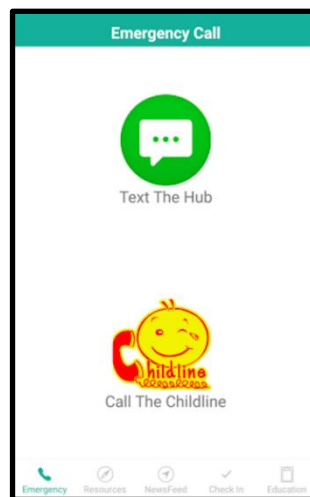 Emergency Call
Text The Hub
Childline
Call The Childline
Emergency Resources NewsFeed Check In Education